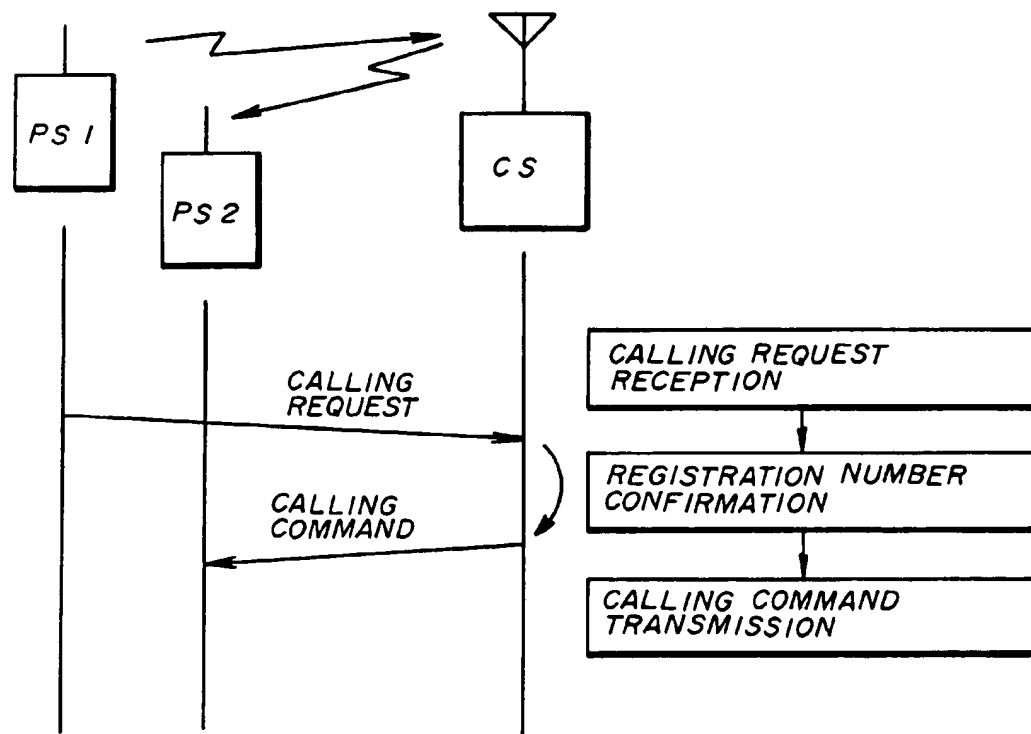 PS 1
PS 2
CS
CALLING
REQUEST
CALLING
COMMAND
CALLING REQUEST
RECEPTION
REGISTRATION NUMBER
CONFIRMATION
CALLING COMMAND
TRANSMISSION